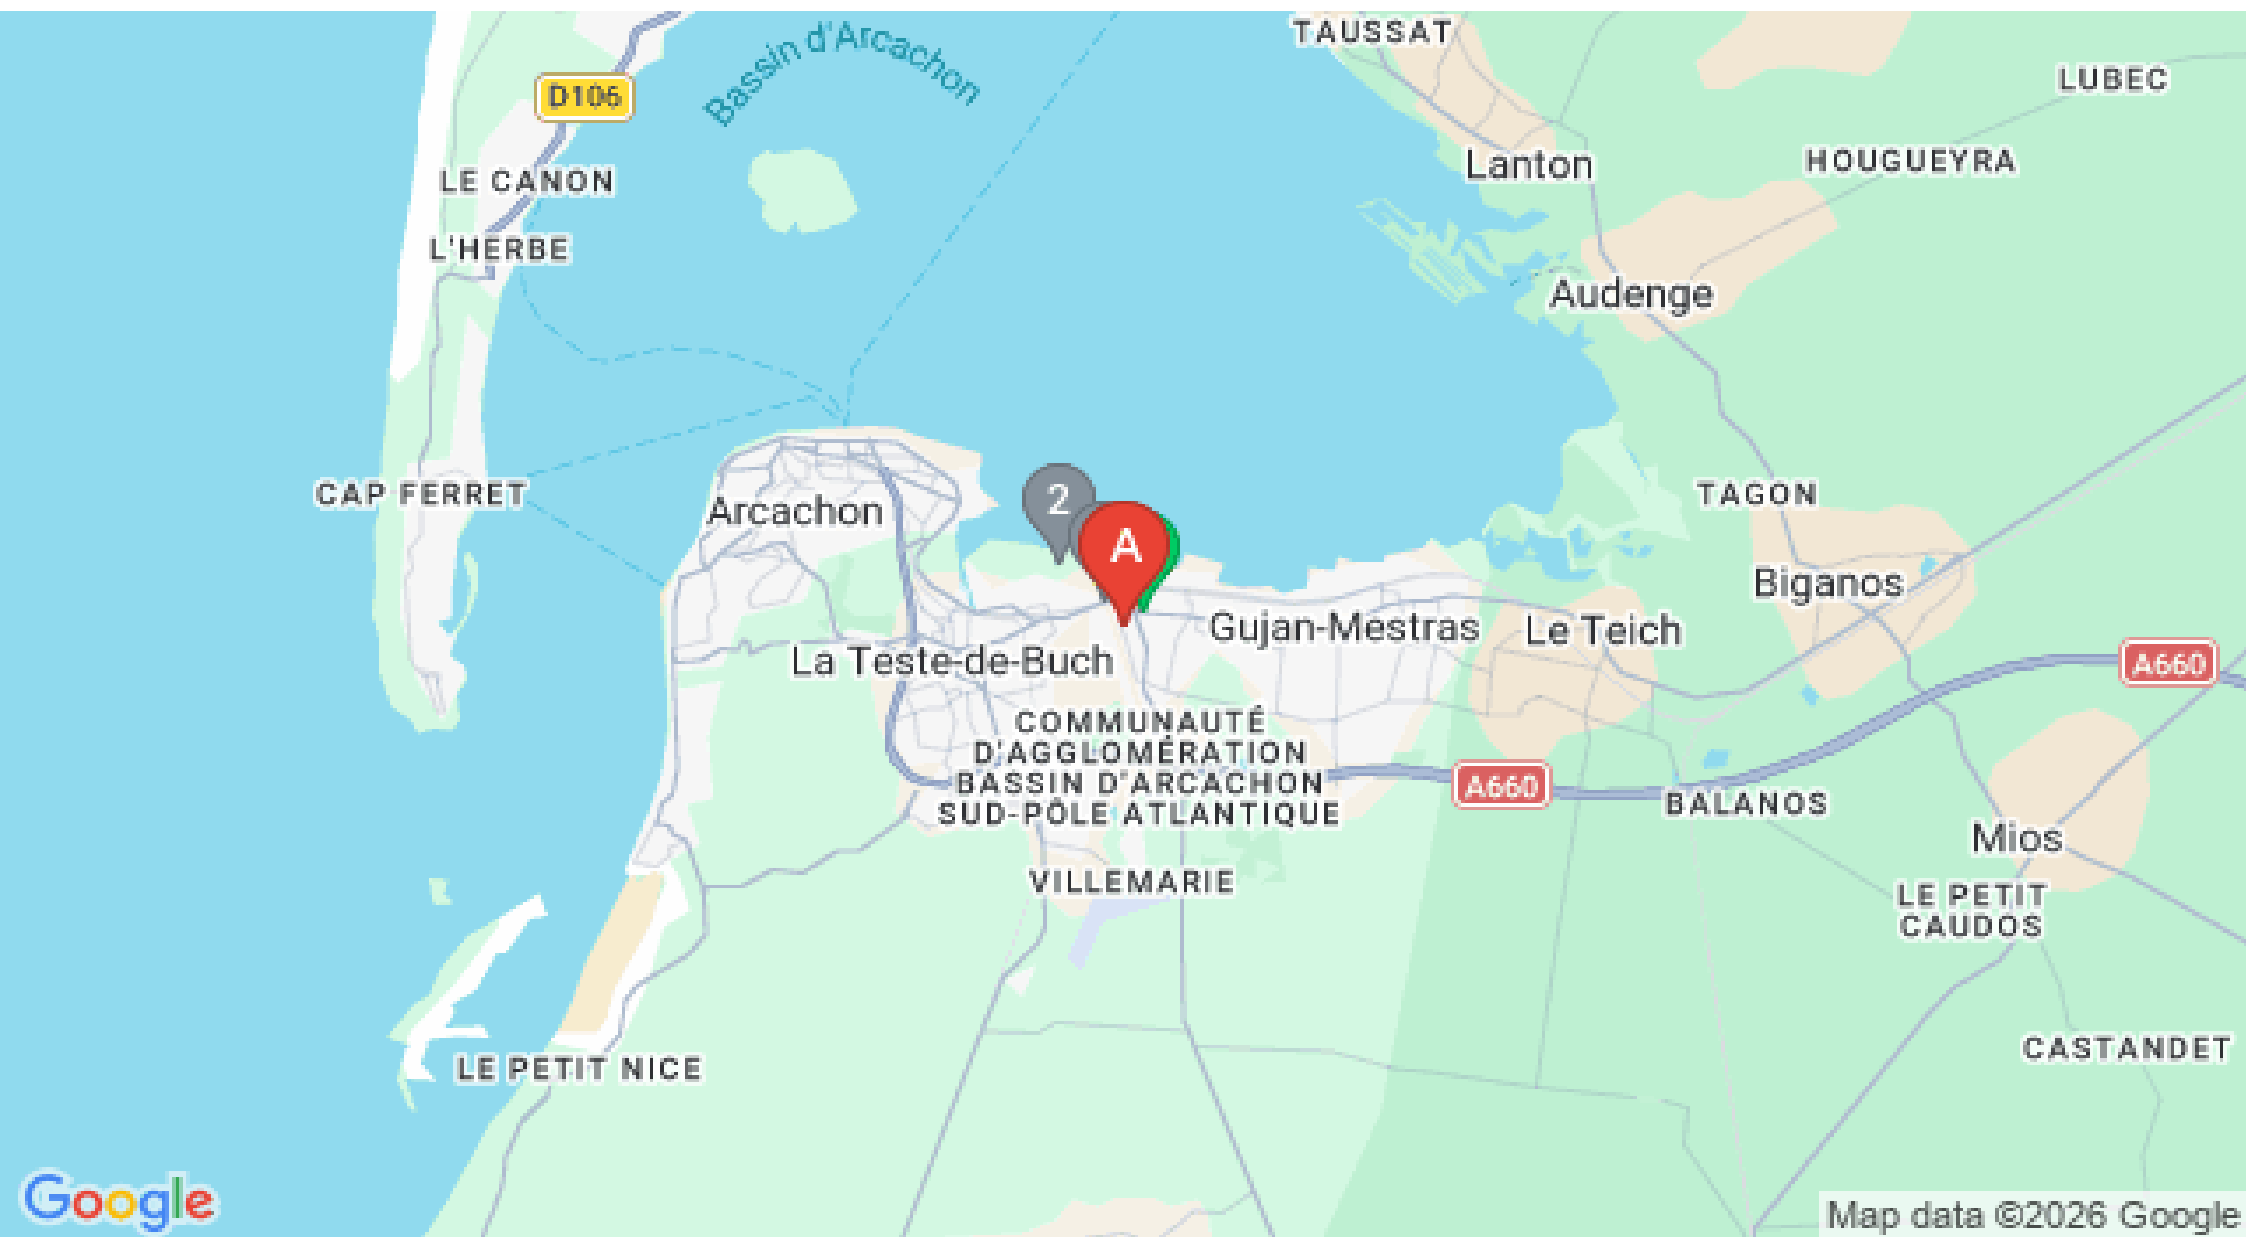 TAUSSAT
Bassin d'Arcachon
LUBEC
D106
LE CANON
Lanton
HOUGUEYRA
L'HERBE
Audenge
CAP FERRET
2
TAGON
Arcachon
A
Biganos
Gujan-Mestras
Le Teich
La Teste-de-Buch
A660
COMMUNAUTÉ
D'AGGLOMÉRATION
BASSIN D'ARCACHON
SUD-PÔLE ATLANTIQUE
A660
BALANOS
Mios
VILLEMARIE
LE PETIT
CAUDOS
CASTANDET
LE PETIT NICE
Google
Map data ©2026 Google